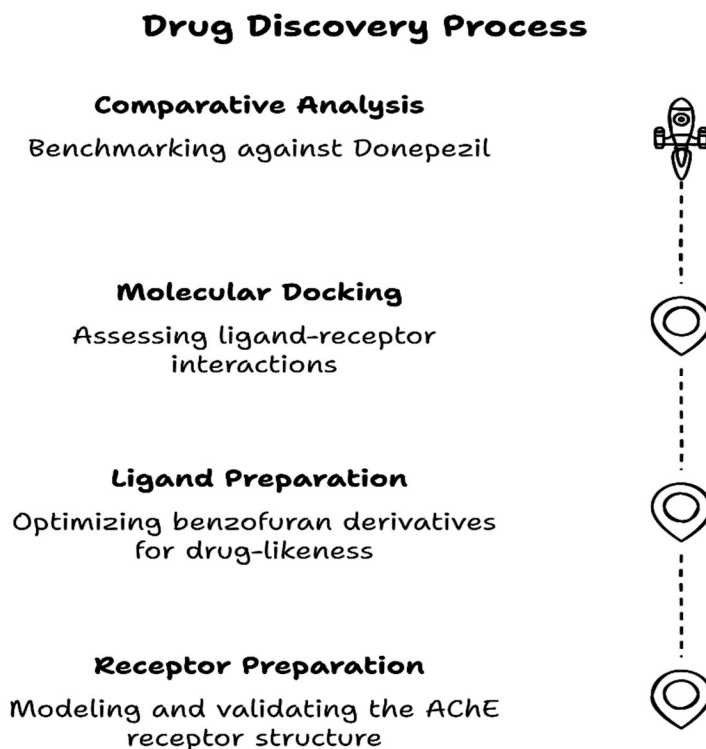 Drug Discovery Process
Comparative Analysis
Benchmarking against Donepezil
Molecular Docking
Assessing ligand-receptor
interactions
Ligand Preparation
Optimizing benzofuran derivatives
for drug-likeness
Receptor Preparation
Modeling and validating the AChE
receptor structure